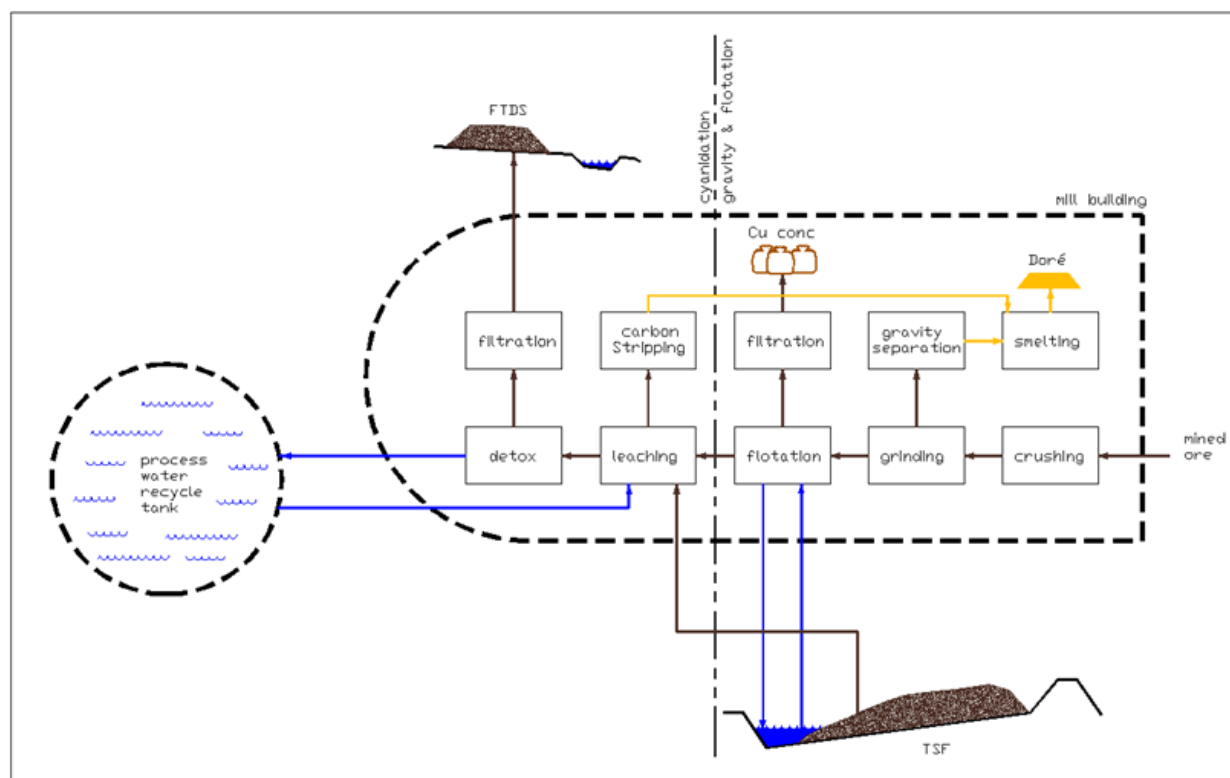 FTDS
cyanidation
gravity & flotation
mill building
Cu conc
Doré
filtration
carbon
Stripping
filtration
gravity
separation
smelting
process
water
recycle
tank
detox
leaching
flotation
grinding
crushing
mined
ore
TSF